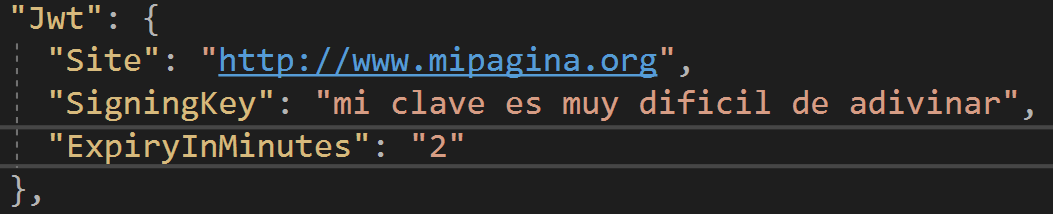 "Jwt": {
"Site": "http://www.mipagina.org",
"SigningKey": "mi clave es muy dificil de adivinar",
"ExpiryInMinutes": "2"
},